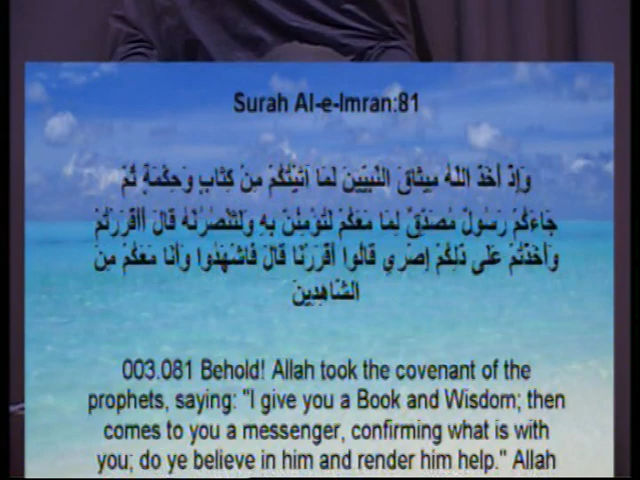 Surah Al-e-Imran:81
وَإِذْ أَخَذَ اللهُ مِيثَاقَ النَّبِيِّينَ لَمَا آتَيْتُكُمْ مِنْ كِتَابٍ وَحِكْمَةٍ ثُمَّ
جَاءَكُمْ رَسُولٌ مُصَدِّقٌ لِمَا مَعَكُمْ لَتُؤْمِنُنَّ بِهِ وَلَتَنْصُرُنَّهُ قَالَ أَأَقْرَرْتُمْ
وَأَخَذْتُمْ عَلَى ذَلِكُمْ إِصْرِي قَالُوا أَقْرَرْنَا قَالَ فَاشْهَدُوا وَأَنَا مَعَكُمْ مِنَ
الشَّاهِدِينَ
003.081 Behold! Allah took the covenant of the
prophets, saying: "I give you a Book and Wisdom; then
comes to you a messenger, confirming what is with
you; do ye believe in him and render him help." Allah